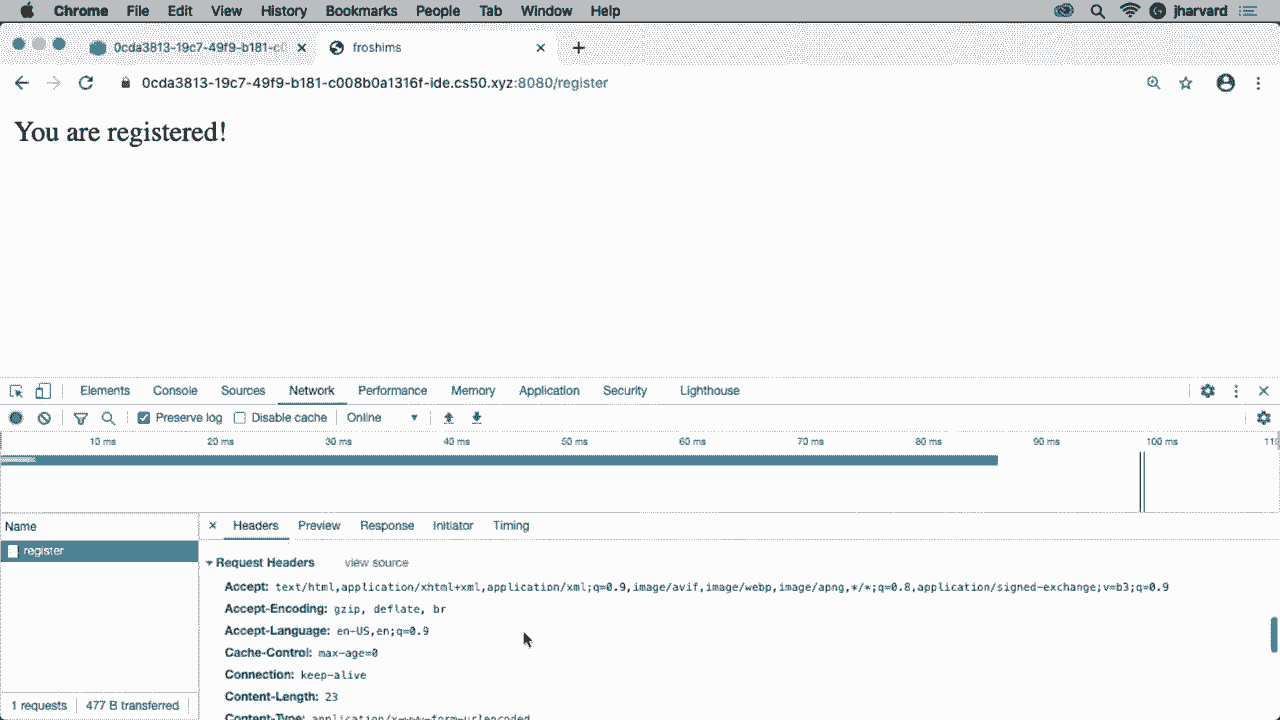 Chrome File Edit View History Bookmarks People Tab Window Help jharvard
0cda3813-19c7-49f9-b181-c0 froshims
0cda3813-19c7-49f9-b181-c008b0a1316f-ide.cs50.xyz:8080/register
You are registered!
Elements Console Sources Network Performance Memory Application Security Lighthouse
Preserve log Disable cache Online
10 ms 20 ms 30 ms 40 ms 50 ms 60 ms 70 ms 80 ms 90 ms 100 ms 11
Name Headers Preview Response Initiator Timing
register
Request Headers view source
Accept: text/html,application/xhtml+xml,application/xml;q=0.9,image/avif,image/webp,image/apng,*/*;q=0.8,application/signed-exchange;v=b3;q=0.9
Accept-Encoding: gzip, deflate, br
Accept-Language: en-US,en;q=0.9
Cache-Control: max-age=0
Connection: keep-alive
Content-Length: 23
1 requests 477 B transferred
Content-Type: application/x-www-form-urlencoded